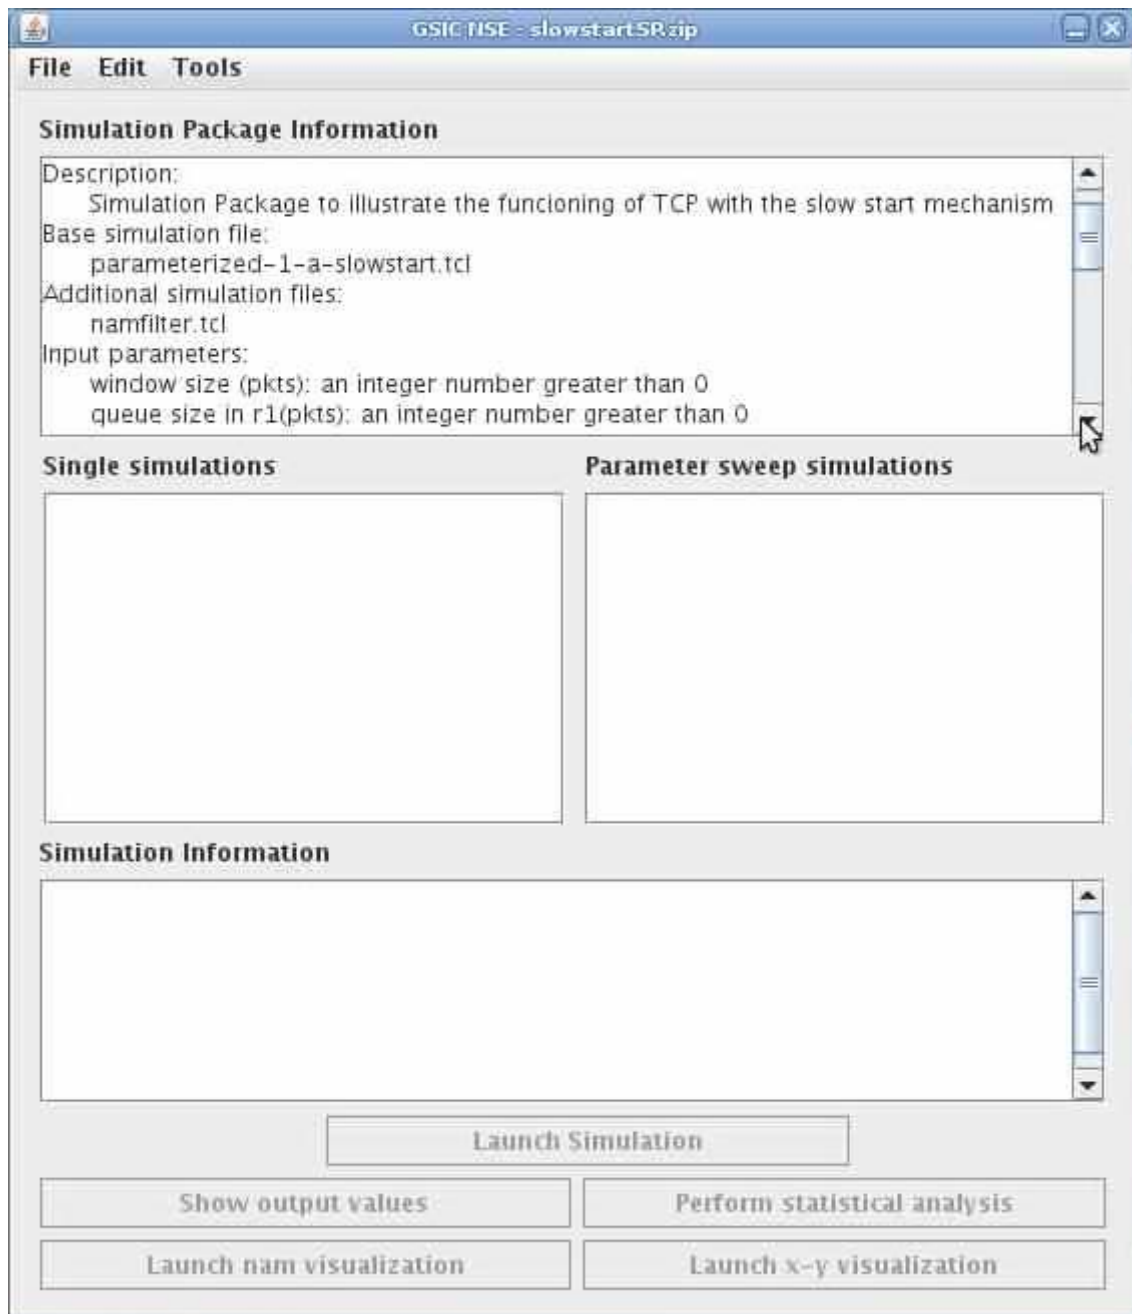 GSIC NSE - slowstartSR.zip
File Edit Tools
Simulation Package Information
Description:
Simulation Package to illustrate the funcioning of TCP with the slow start mechanism
Base simulation file:
parameterized-1-a-slowstart.tcl
Additional simulation files:
namfilter.tcl
Input parameters:
window size (pkts): an integer number greater than 0
queue size in r1(pkts): an integer number greater than 0
Single simulations
Parameter sweep simulations
Simulation Information
Launch Simulation
Show output values
Perform statistical analysis
Launch nam visualization
Launch x-y visualization